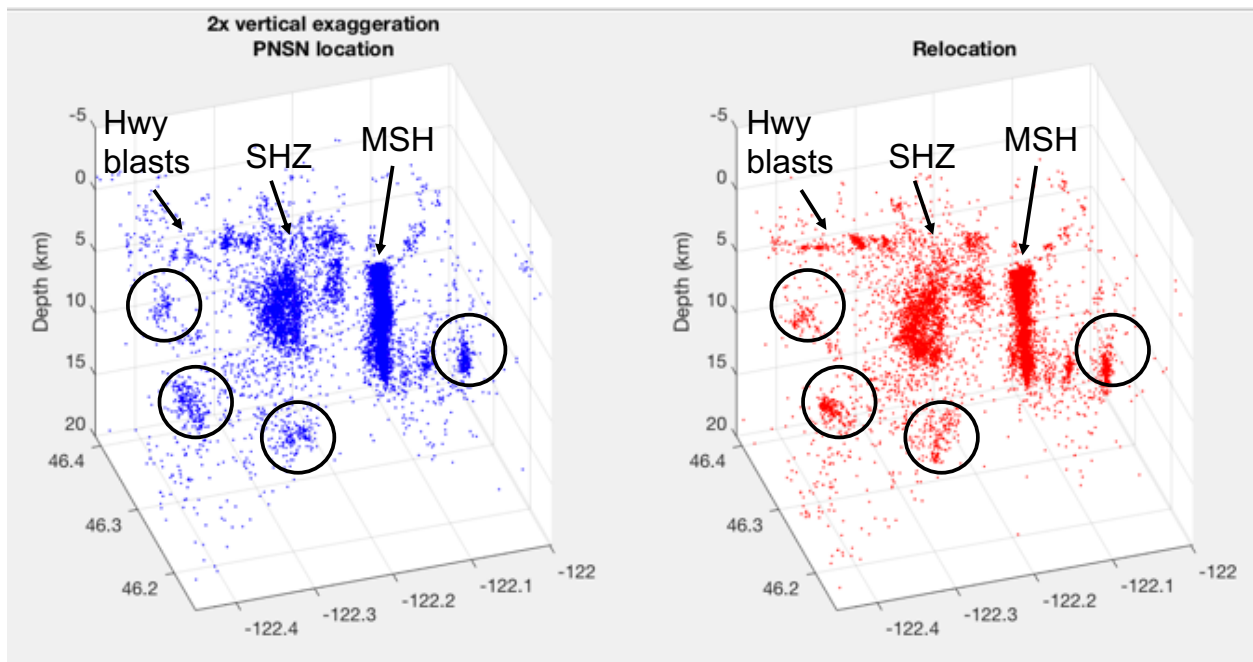 2x vertical exaggeration
PNSN location
Hwy
blasts
SHZ
MSH
-5
0
5
10
15
20
Depth (km)
46.4
46.3
46.2
-122.4
-122.3
-122.2
-122.1
-122
Relocation
Hwy
blasts
SHZ
MSH
-5
0
5
10
15
20
Depth (km)
46.4
46.3
46.2
-122.4
-122.3
-122.2
-122.1
-122